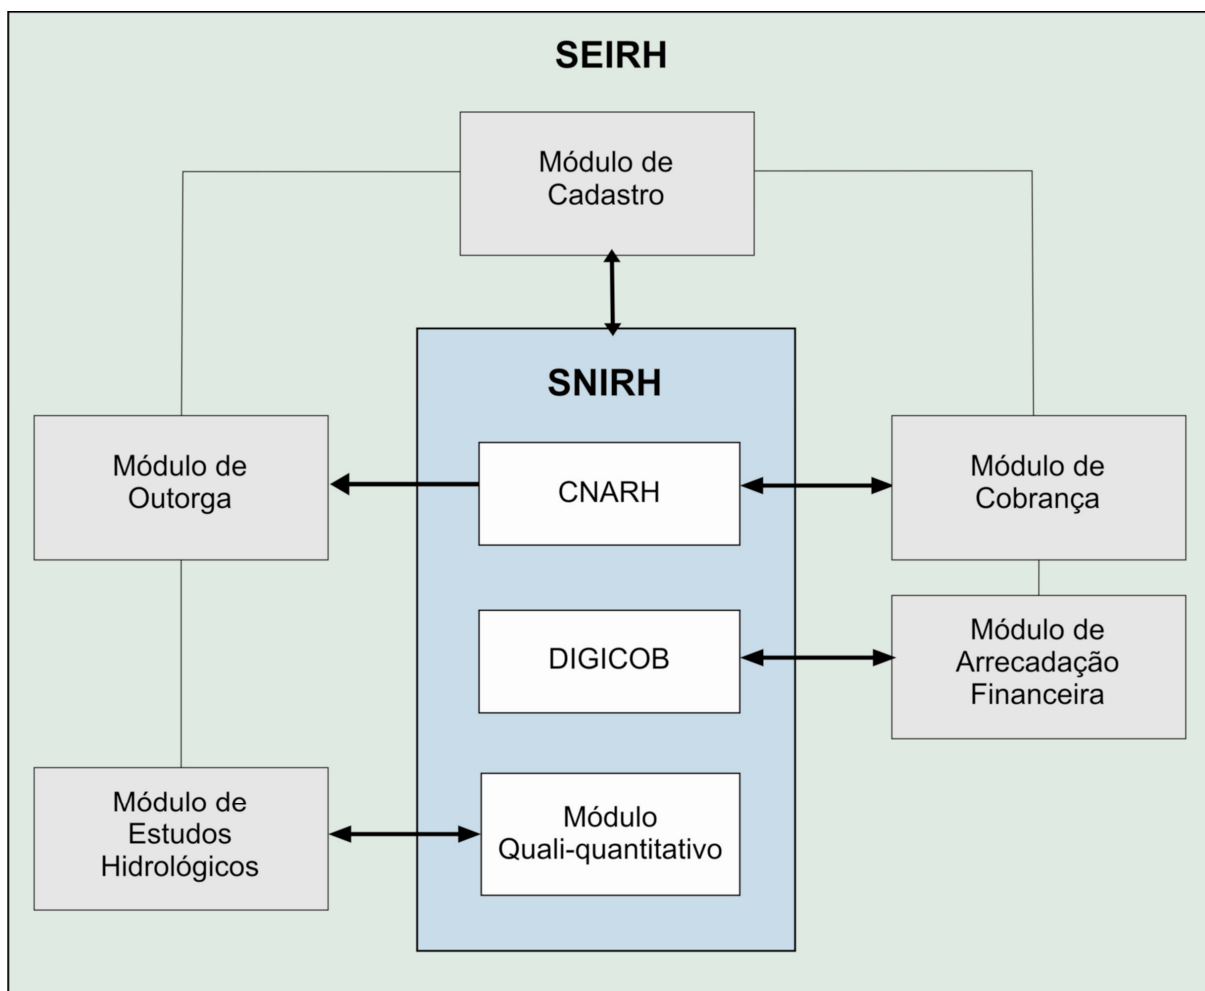 SEIRH
Módulo de
Cadastro
SNIRH
Módulo de
Outorga
CNARH
Módulo de
Cobrança
DIGICOB
Módulo de
Arrecadação
Financeira
Módulo de
Estudos
Hidrológicos
Módulo
Quali-quantitativo